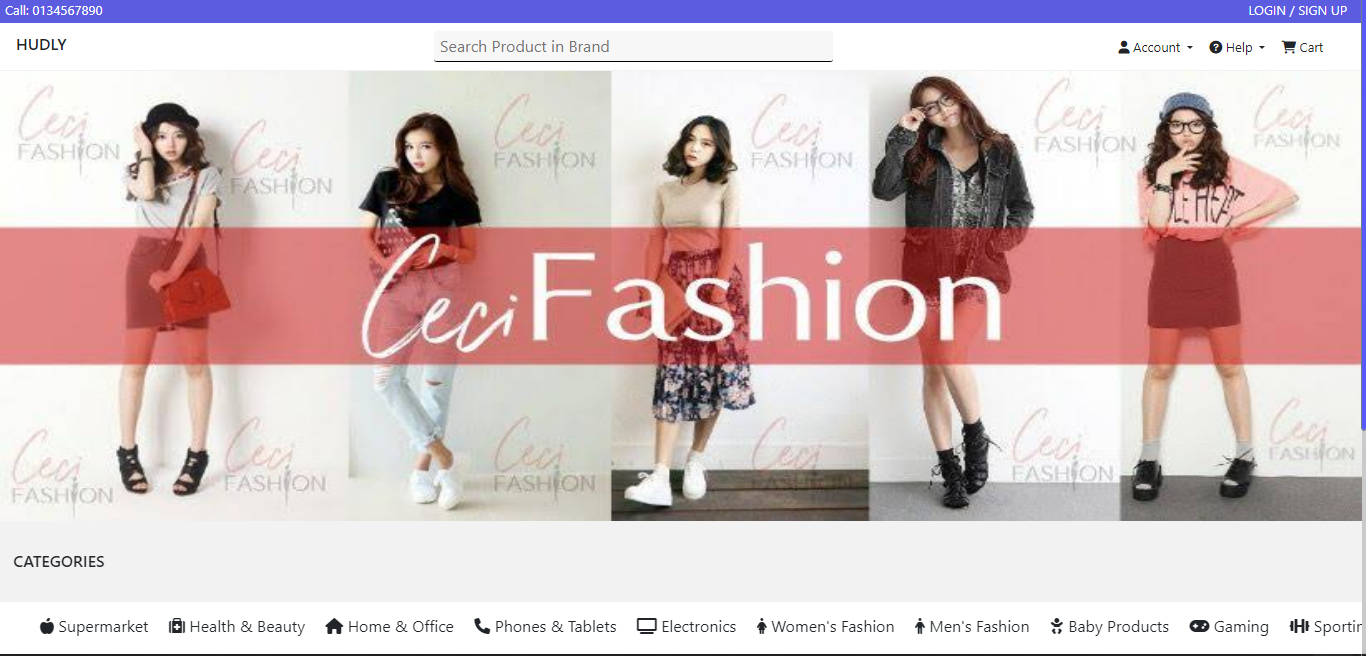 Call: 0134567890
LOGIN / SIGN UP
HUDLY
Search Product in Brand
Account
Help
Cart
Ceci FASHION
Ceci FASHION
Ceci FASHION
Ceci FASHION
Ceci FASHION
Ceci FASHION
LE HEA
Ceci Fashion
Ceci FASHION
Ceci FASHION
Ceci FASHION
Ceci FASHION
Ceci FASHION
Ceci FASHION
CATEGORIES
Supermarket
Health & Beauty
Home & Office
Phones & Tablets
Electronics
Women's Fashion
Men's Fashion
Baby Products
Gaming
Sportin